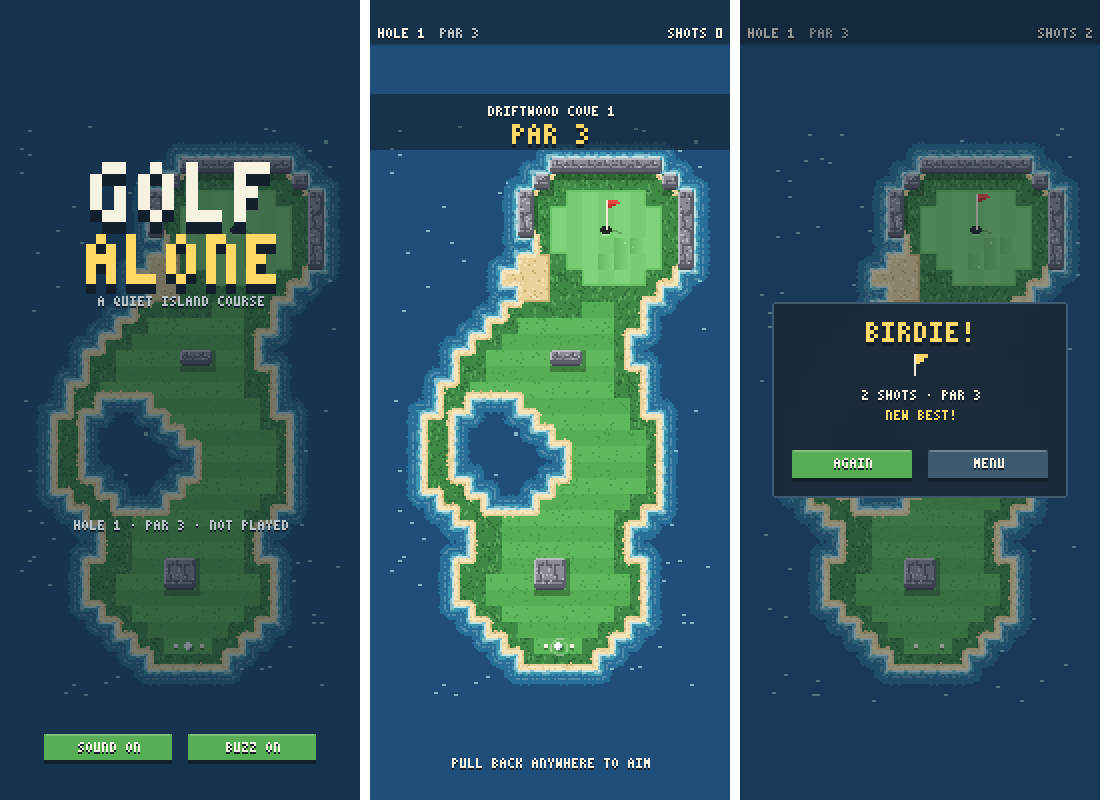 GOLF
ALONE
A QUIET ISLAND COURSE
HOLE 1 · PAR 3 · NOT PLAYED
SOUND ON
BUZZ ON
HOLE 1 PAR 3
SHOTS 0
DRIFTWOOD COVE 1
PAR 3
PULL BACK ANYWHERE TO AIM
HOLE 1 PAR 3
SHOTS 2
BIRDIE!
2 SHOTS · PAR 3
NEW BEST!
AGAIN
MENU